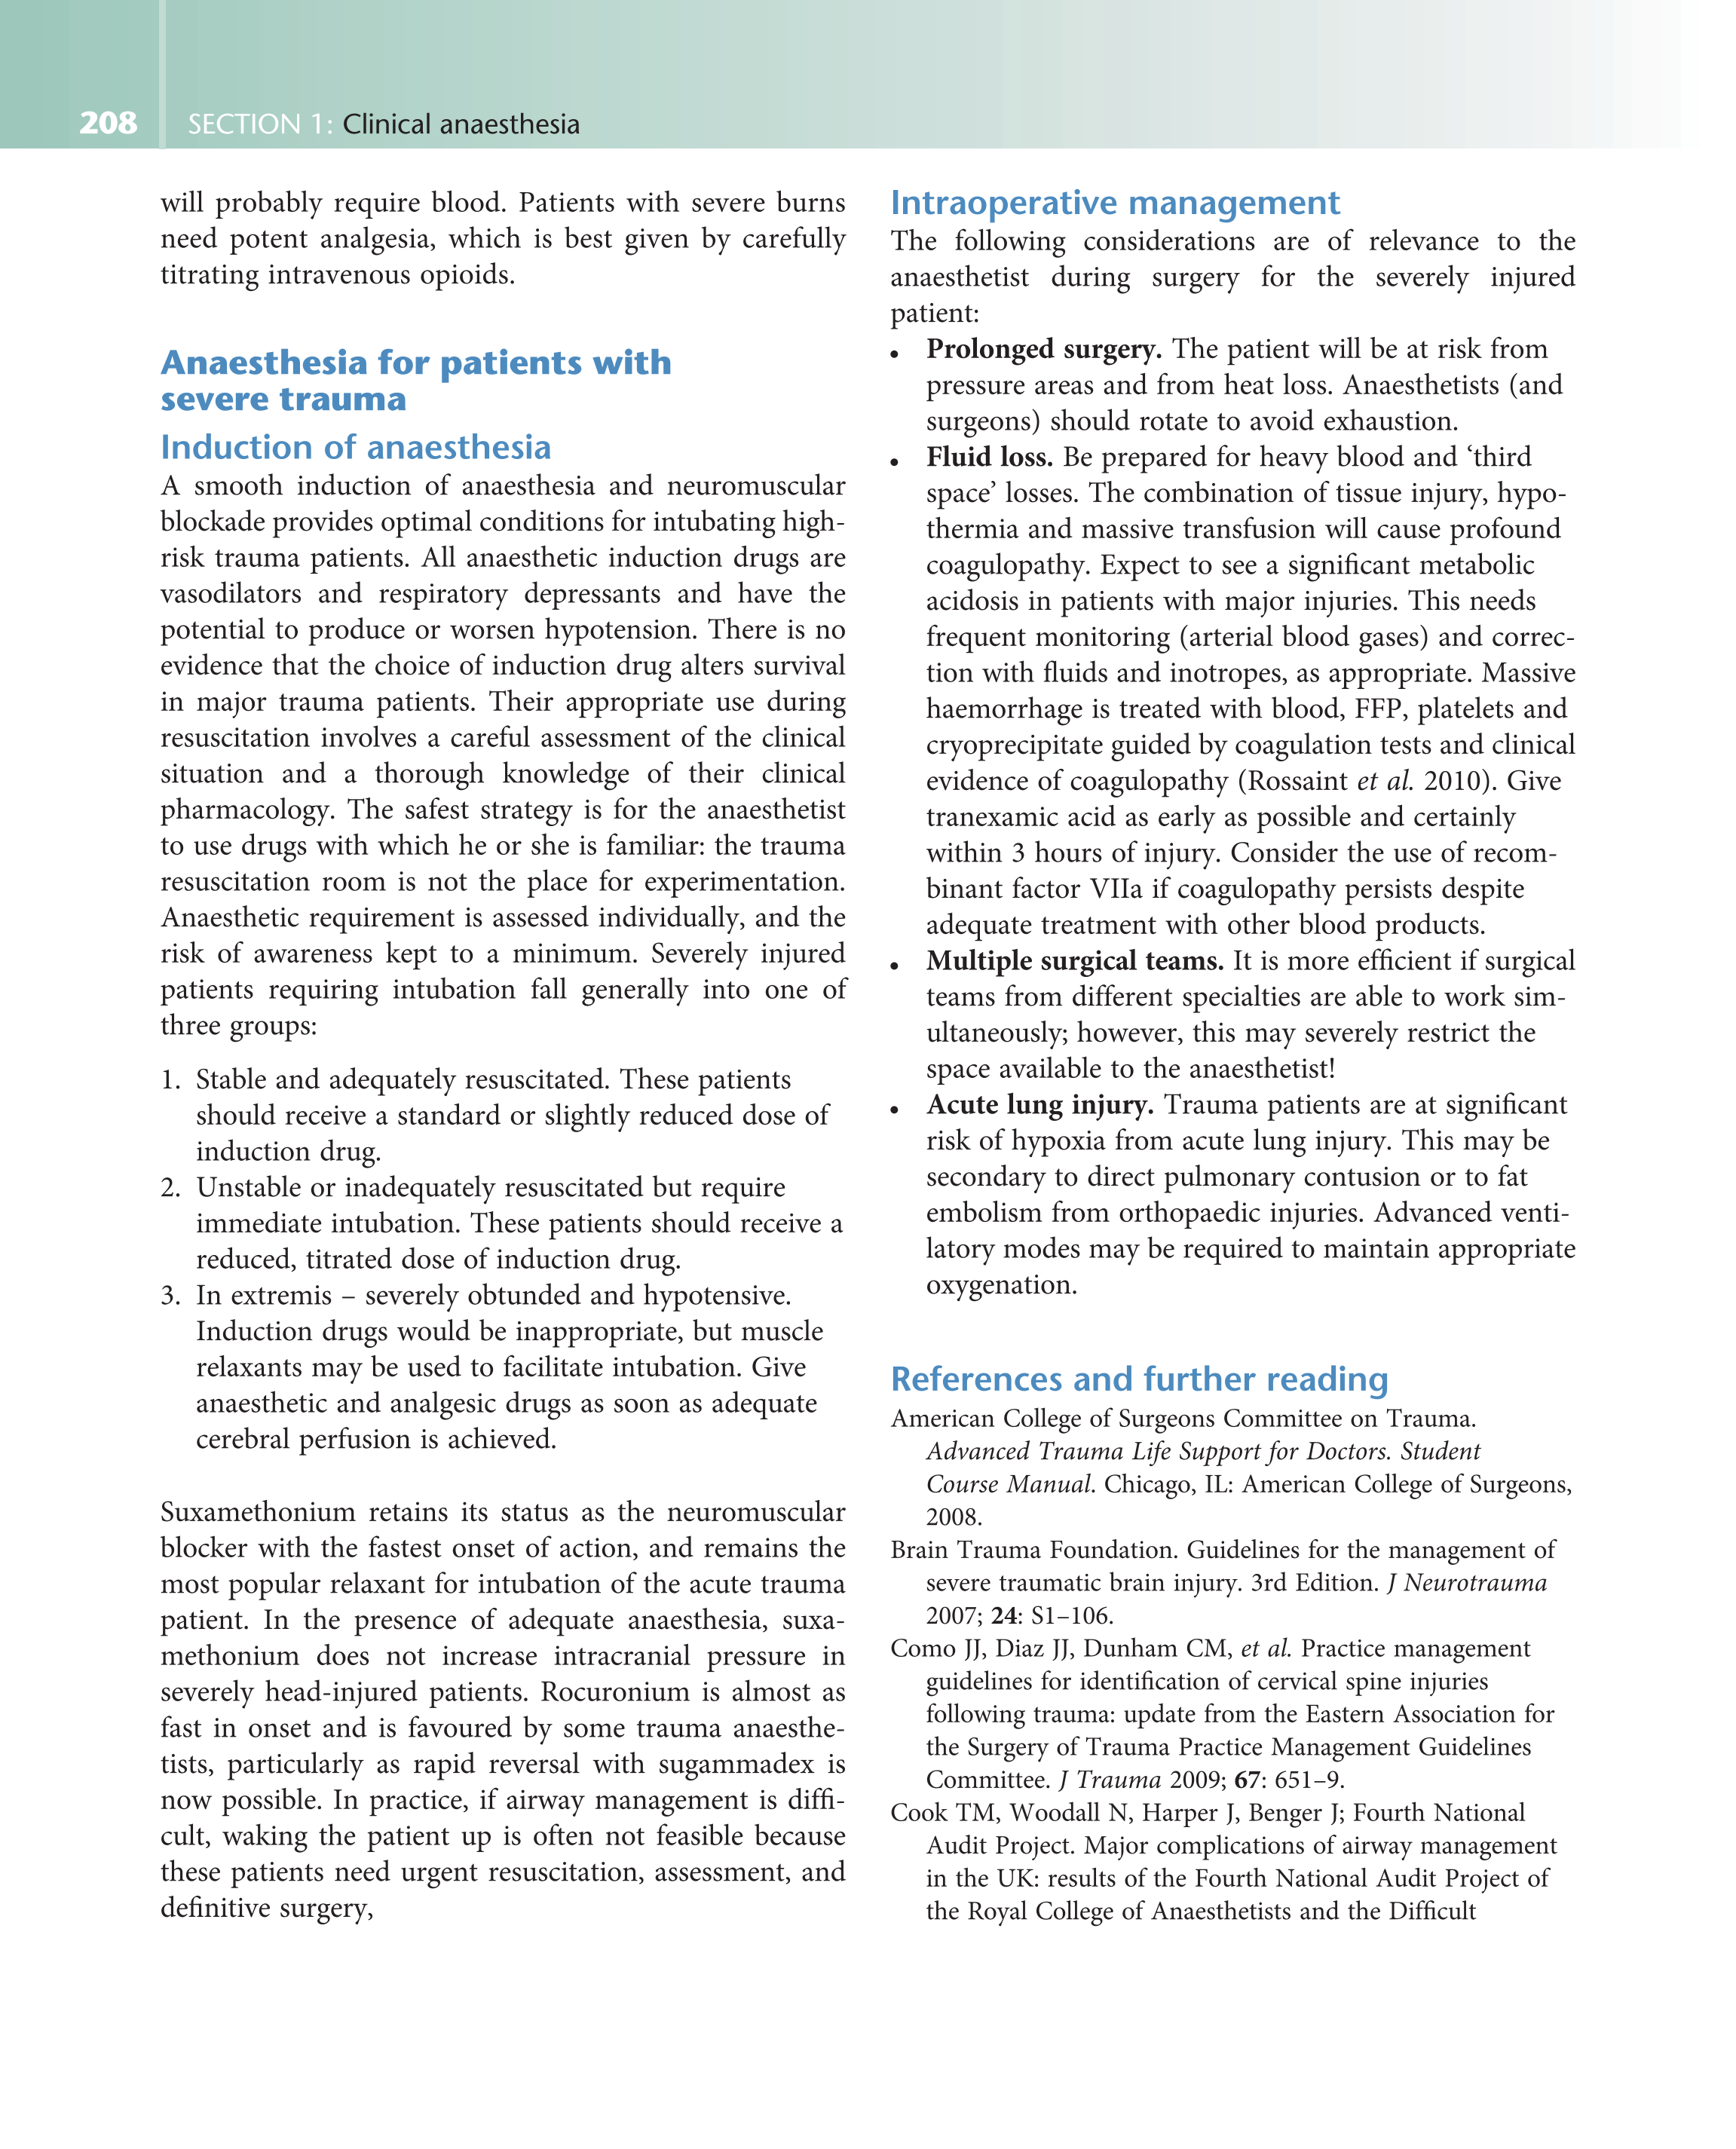 208 SECTION 1: Clinical anaesthesia
will probably require blood. Patients with severe burns
need potent analgesia, which is best given by carefully
titrating intravenous opioids.
Anaesthesia for patients with
severe trauma
Induction of anaesthesia
A smooth induction of anaesthesia and neuromuscular
blockade provides optimal conditions for intubating high-
risk trauma patients. All anaesthetic induction drugs are
vasodilators and respiratory depressants and have the
potential to produce or worsen hypotension. There is no
evidence that the choice of induction drug alters survival
in major trauma patients. Their appropriate use during
resuscitation involves a careful assessment of the clinical
situation and a thorough knowledge of their clinical
pharmacology. The safest strategy is for the anaesthetist
to use drugs with which he or she is familiar: the trauma
resuscitation room is not the place for experimentation.
Anaesthetic requirement is assessed individually, and the
risk of awareness kept to a minimum. Severely injured
patients requiring intubation fall generally into one of
three groups:
1. Stable and adequately resuscitated. These patients
should receive a standard or slightly reduced dose of
induction drug.
2. Unstable or inadequately resuscitated but require
immediate intubation. These patients should receive a
reduced, titrated dose of induction drug.
3. In extremis – severely obtunded and hypotensive.
Induction drugs would be inappropriate, but muscle
relaxants may be used to facilitate intubation. Give
anaesthetic and analgesic drugs as soon as adequate
cerebral perfusion is achieved.
Suxamethonium retains its status as the neuromuscular
blocker with the fastest onset of action, and remains the
most popular relaxant for intubation of the acute trauma
patient. In the presence of adequate anaesthesia, suxa-
methonium does not increase intracranial pressure in
severely head-injured patients. Rocuronium is almost as
fast in onset and is favoured by some trauma anaesthe-
tists, particularly as rapid reversal with sugammadex is
now possible. In practice, if airway management is diffi-
cult, waking the patient up is often not feasible because
these patients need urgent resuscitation, assessment, and
definitive surgery,
Intraoperative management
The following considerations are of relevance to the
anaesthetist during surgery for the severely injured
patient:
• Prolonged surgery. The patient will be at risk from
pressure areas and from heat loss. Anaesthetists (and
surgeons) should rotate to avoid exhaustion.
• Fluid loss. Be prepared for heavy blood and ‘third
space’ losses. The combination of tissue injury, hypo-
thermia and massive transfusion will cause profound
coagulopathy. Expect to see a significant metabolic
acidosis in patients with major injuries. This needs
frequent monitoring (arterial blood gases) and correc-
tion with fluids and inotropes, as appropriate. Massive
haemorrhage is treated with blood, FFP, platelets and
cryoprecipitate guided by coagulation tests and clinical
evidence of coagulopathy (Rossaint et al. 2010). Give
tranexamic acid as early as possible and certainly
within 3 hours of injury. Consider the use of recom-
binant factor VIIa if coagulopathy persists despite
adequate treatment with other blood products.
• Multiple surgical teams. It is more efficient if surgical
teams from different specialties are able to work sim-
ultaneously; however, this may severely restrict the
space available to the anaesthetist!
• Acute lung injury. Trauma patients are at significant
risk of hypoxia from acute lung injury. This may be
secondary to direct pulmonary contusion or to fat
embolism from orthopaedic injuries. Advanced venti-
latory modes may be required to maintain appropriate
oxygenation.
References and further reading
American College of Surgeons Committee on Trauma.
Advanced Trauma Life Support for Doctors. Student
Course Manual. Chicago, IL: American College of Surgeons,
2008.
Brain Trauma Foundation. Guidelines for the management of
severe traumatic brain injury. 3rd Edition. J Neurotrauma
2007; 24: S1–106.
Como JJ, Diaz JJ, Dunham CM, et al. Practice management
guidelines for identification of cervical spine injuries
following trauma: update from the Eastern Association for
the Surgery of Trauma Practice Management Guidelines
Committee. J Trauma 2009; 67: 651–9.
Cook TM, Woodall N, Harper J, Benger J; Fourth National
Audit Project. Major complications of airway management
in the UK: results of the Fourth National Audit Project of
the Royal College of Anaesthetists and the Difficult